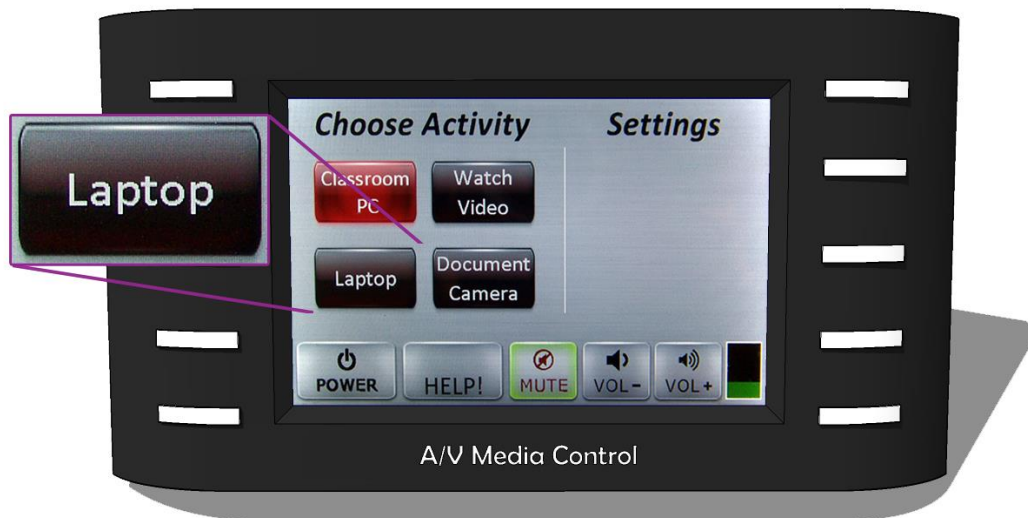 Choose Activity
Settings
Laptop
Classroom
PC
Watch
Video
Laptop
Document
Camera
POWER
HELP!
MUTE
VOL-
VOL+
A/V Media Control